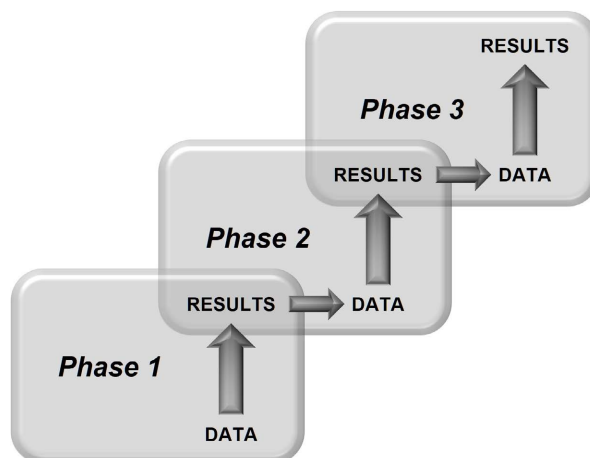 RESULTS
Phase 3
RESULTS
DATA
Phase 2
RESULTS
DATA
Phase 1
DATA